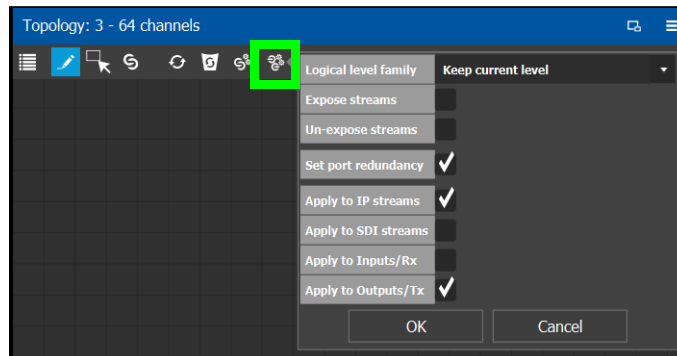 Topology: 3 - 64 channels
Logical level family Keep current level
Expose streams
Un-expose streams
Set port redundancy
Apply to IP streams
Apply to SDI streams
Apply to Inputs/Rx
Apply to Outputs/Tx
OK Cancel